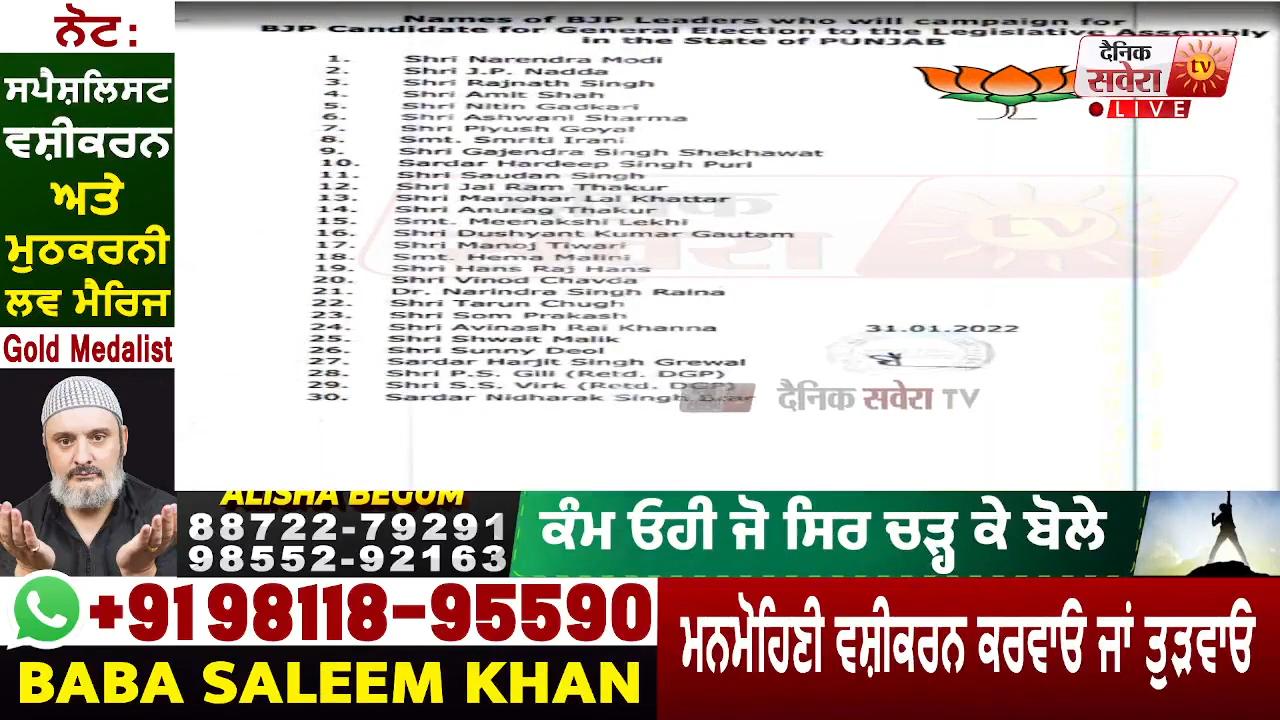 ਨੋਟ:
ਸਪੈਸ਼ਲਿਸਟ
ਵਸ਼ੀਕਰਨ
ਅਤੇ
ਮੁਠਕਰਨੀ
ਲਵ ਮੈਰਿਜ
Gold Medalist
Names of BJP Leaders who will campaign for
BJP Candidate for General Election to the Legislative Assembly
in the State of PUNJAB
1. Shri Narendra Modi
2. Shri J.P. Nadda
3. Shri Rajnath Singh
4. Shri Amit Shah
5. Shri Nitin Gadkari
6. Shri Ashwani Sharma
7. Shri Piyush Goyal
8. Smt. Smriti Irani
9. Shri Gajendra Singh Shekhawat
10. Sardar Hardeep Singh Puri
11. Shri Saudan Singh
12. Shri Jai Ram Thakur
13. Shri Manohar Lal Khattar
14. Shri Anurag Thakur
15. Smt. Meenakshi Lekhi
16. Shri Dushyant Kumar Gautam
17. Shri Manoj Tiwari
18. Smt. Hema Malini
19. Shri Hans Raj Hans
20. Shri Vinod Chavda
21. Dr. Narindra Singh Raina
22. Shri Tarun Chugh
23. Shri Som Prakash
24. Shri Avinash Rai Khanna
25. Shri Shwait Malik
26. Shri Sunny Deol
27. Sardar Harjit Singh Grewal
28. Shri P.S. Gill (Retd. DGP)
29. Shri S.S. Virk (Retd. DGP)
30. Sardar Nidharak Singh Brar
31.01.2022
दैनिक
सवेरा tv
LIVE
दैनिक सवेरा TV
ALISHA BEGUM
88722-79291
98552-92163
ਕੰਮ ਓਹੀ ਜੋ ਸਿਰ ਚੜ੍ਹ ਕੇ ਬੋਲੇ
+91 98118-95590
BABA SALEEM KHAN
ਮਨਮੋਹਿਣੀ ਵਸ਼ੀਕਰਨ ਕਰਵਾਓ ਜਾਂ ਤੁੜਵਾਓ